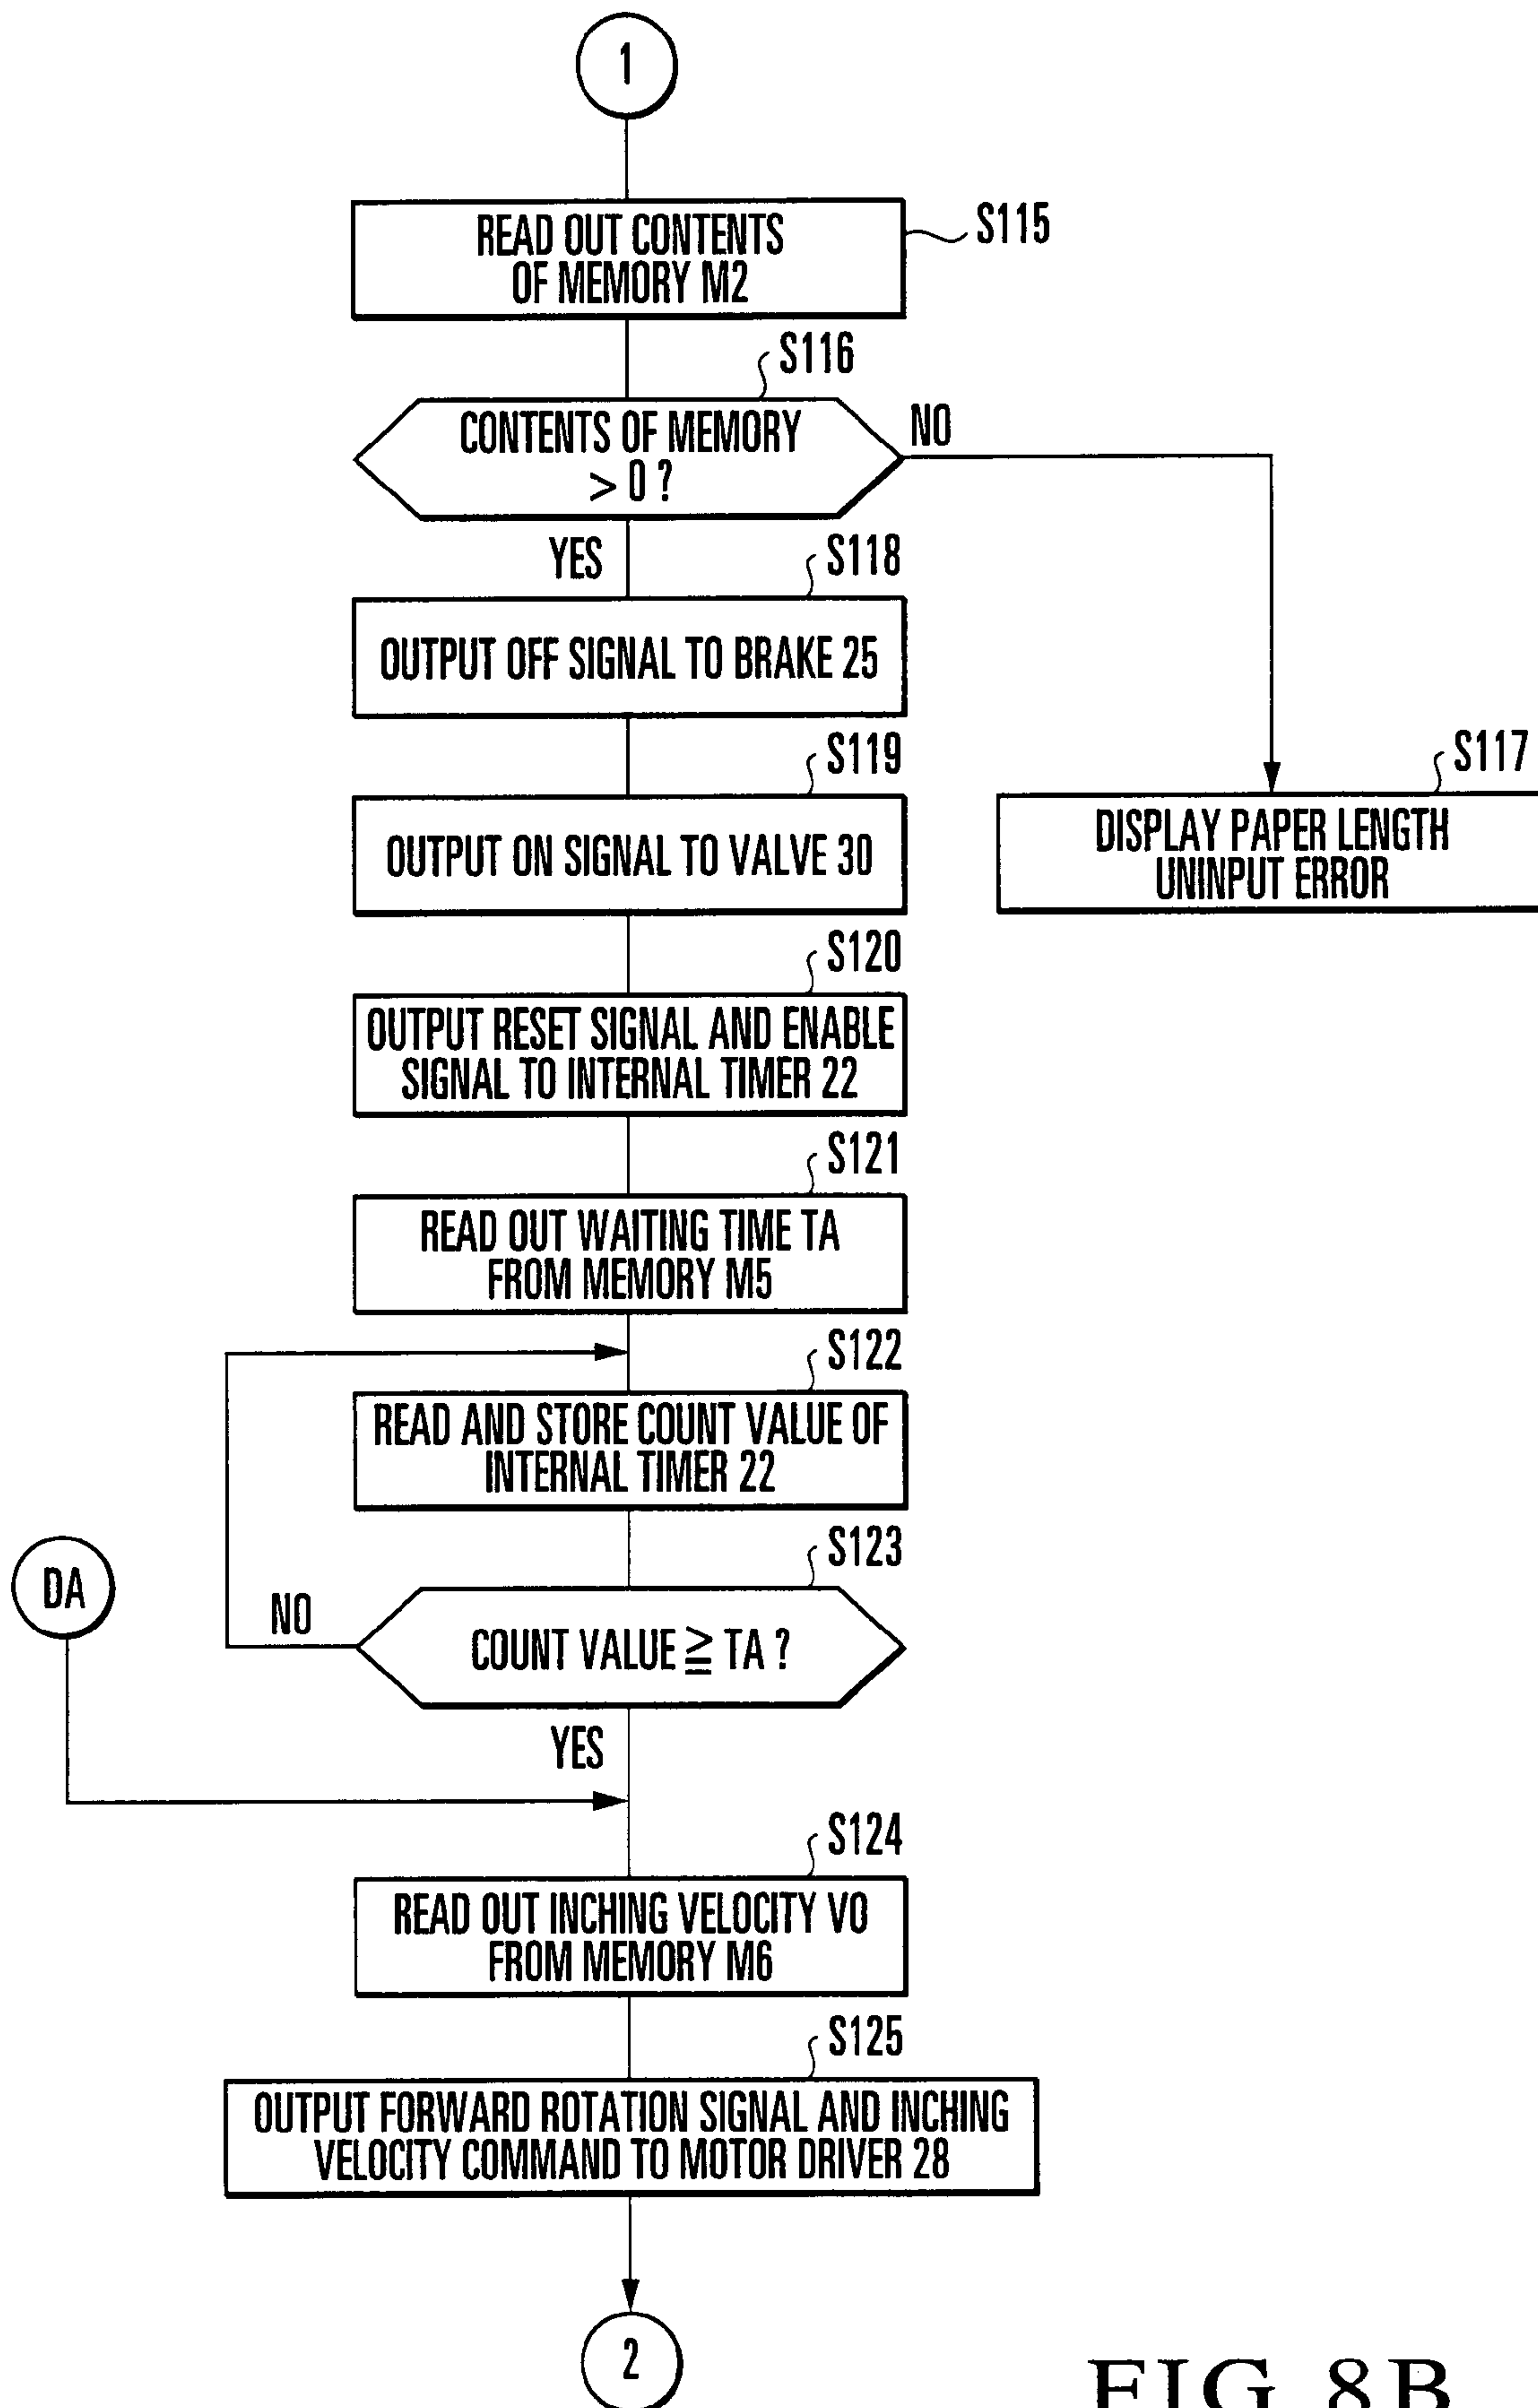 1
READ OUT CONTENTS
OF MEMORY M2
S115
S116
CONTENTS OF MEMORY
> 0 ?
NO
YES
S118
OUTPUT OFF SIGNAL TO BRAKE 25
S119
OUTPUT ON SIGNAL TO VALVE 30
S117
DISPLAY PAPER LENGTH
UNINPUT ERROR
S120
OUTPUT RESET SIGNAL AND ENABLE
SIGNAL TO INTERNAL TIMER 22
S121
READ OUT WAITING TIME TA
FROM MEMORY M5
S122
READ AND STORE COUNT VALUE OF
INTERNAL TIMER 22
S123
COUNT VALUE ≧ TA ?
NO
DA
YES
S124
READ OUT INCHING VELOCITY V0
FROM MEMORY M6
S125
OUTPUT FORWARD ROTATION SIGNAL AND INCHING
VELOCITY COMMAND TO MOTOR DRIVER 28
2
FIG. 8B